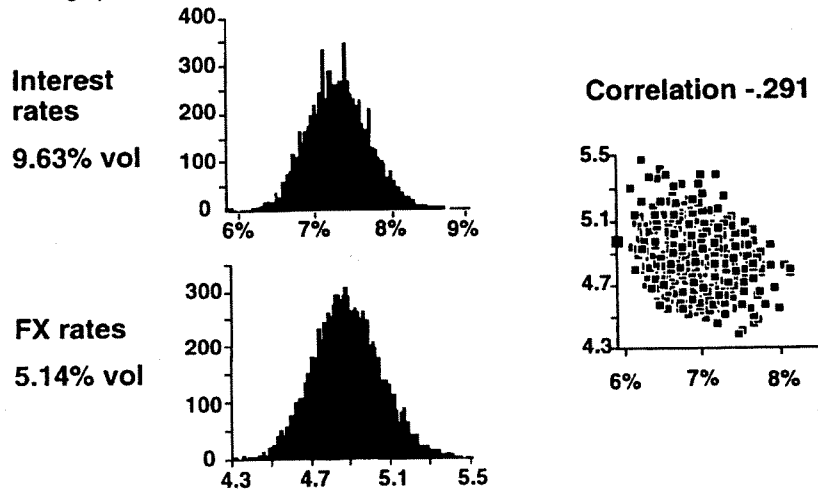 Interest
rates
9.63% vol
400
300
200
100
0
6% 7% 8% 9%
FX rates
5.14% vol
300
200
100
0
4.3 4.7 5.1 5.5
Correlation -.291
5.5
5.1
4.7
4.3
6% 7% 8%